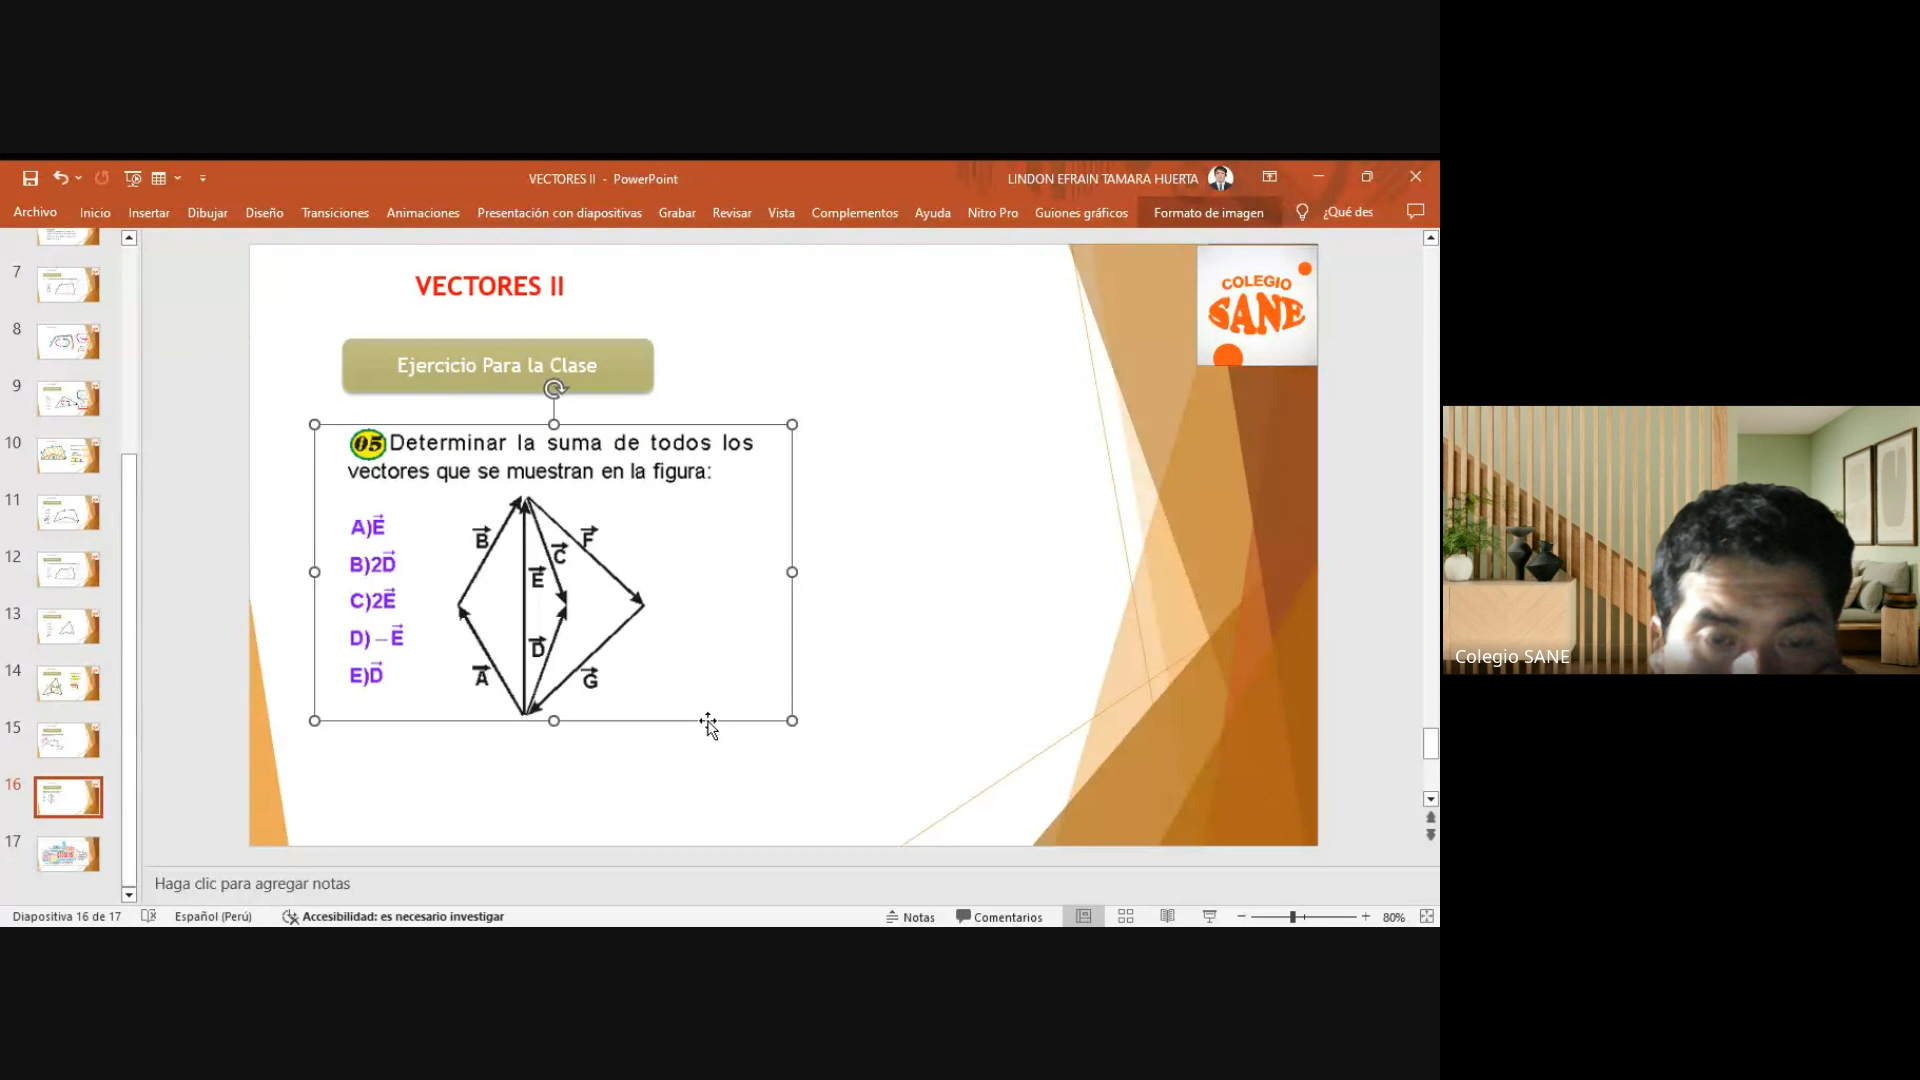 VECTORES II - PowerPoint
LINDON EFRAIN TAMARA HUERTA
Archivo Inicio Insertar Dibujar Diseño Transiciones Animaciones Presentación con diapositivas Grabar Revisar Vista Complementos Ayuda Nitro Pro Guiones gráficos Formato de imagen ¿Qué des
7
8
9
10
11
12
13
14
15
16
17
VECTORES II
COLEGIO
SANE
Ejercicio Para la Clase
05 Determinar la suma de todos los
vectores que se muestran en la figura:
A)E⃗
B)2D⃗
C)2E⃗
D) –E⃗
E)D⃗
B⃗
F⃗
C⃗
E⃗
D⃗
A⃗
G⃗
Haga clic para agregar notas
Diapositiva 16 de 17 Español (Perú) Accesibilidad: es necesario investigar Notas Comentarios 80%
Colegio SANE